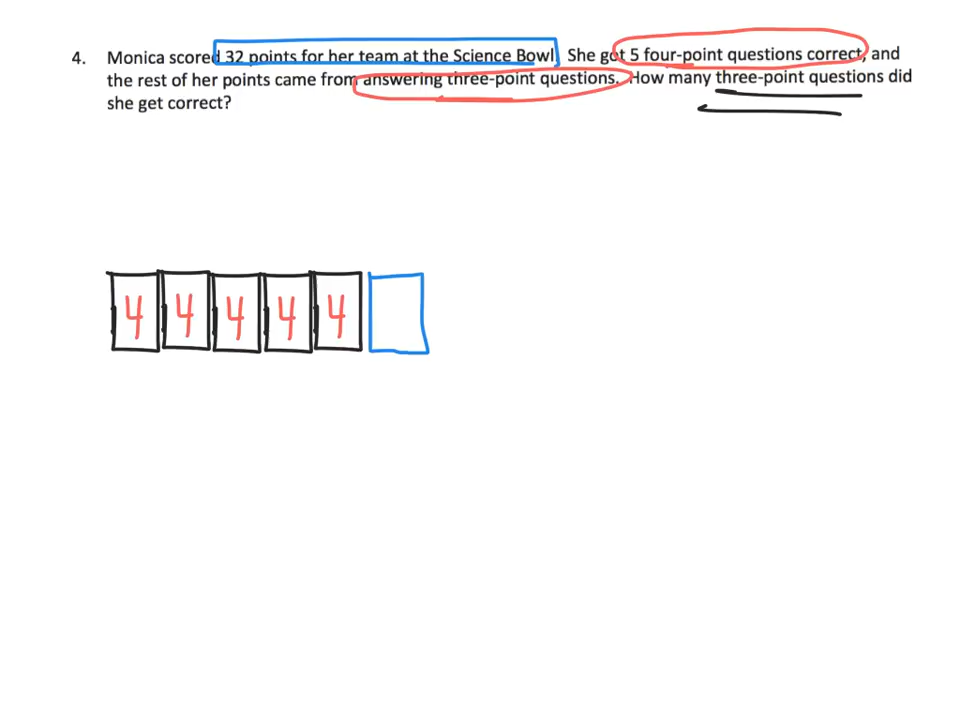 4. Monica scored 32 points for her team at the Science Bowl. She got 5 four-point questions correct, and
the rest of her points came from answering three-point questions. How many three-point questions did
she get correct?
4 4 4 4 4